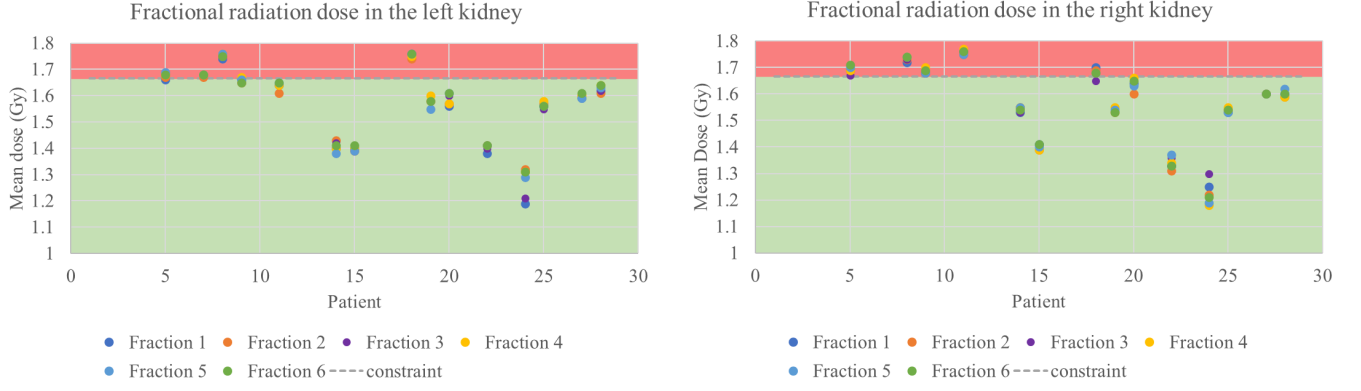 Fractional radiation dose in the left kidney
Mean dose (Gy)
1.8
1.7
1.6
1.5
1.4
1.3
1.2
1.1
1
0 5 10 15 20 25 30
Patient
Fraction 1 Fraction 2 Fraction 3 Fraction 4
Fraction 5 Fraction 6 constraint
Fractional radiation dose in the right kidney
Mean Dose (Gy)
1.8
1.7
1.6
1.5
1.4
1.3
1.2
1.1
1
0 5 10 15 20 25 30
Patient
Fraction 1 Fraction 2 Fraction 3 Fraction 4
Fraction 5 Fraction 6 constraint